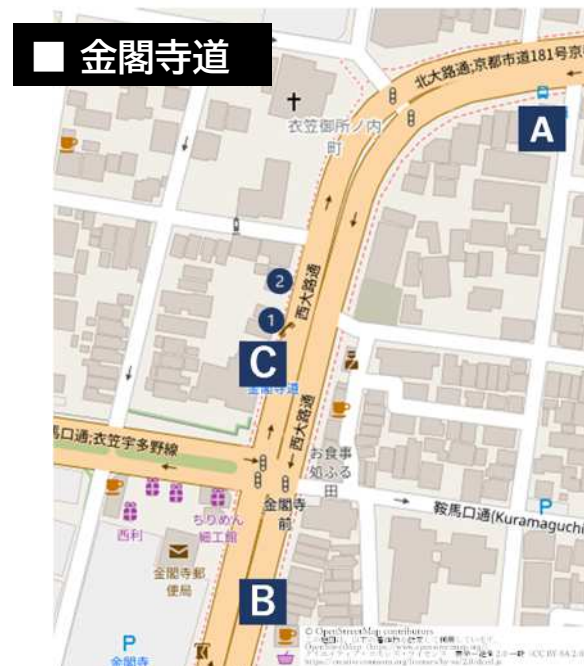 ■ 金閣寺道
北大路通;京都市道181号京
A
衣笠御所ノ内
町
2
西大路通
1
C
金閣寺道
西大路通
馬口通;衣笠宇多野線
お食事
処ふる
田
金閣寺
前
P
鞍馬口通(Kuramaguchi
西利
ちりめん
細工館
金閣寺郵
便局
B
P
金閣寺
© OpenStreetMap contributors